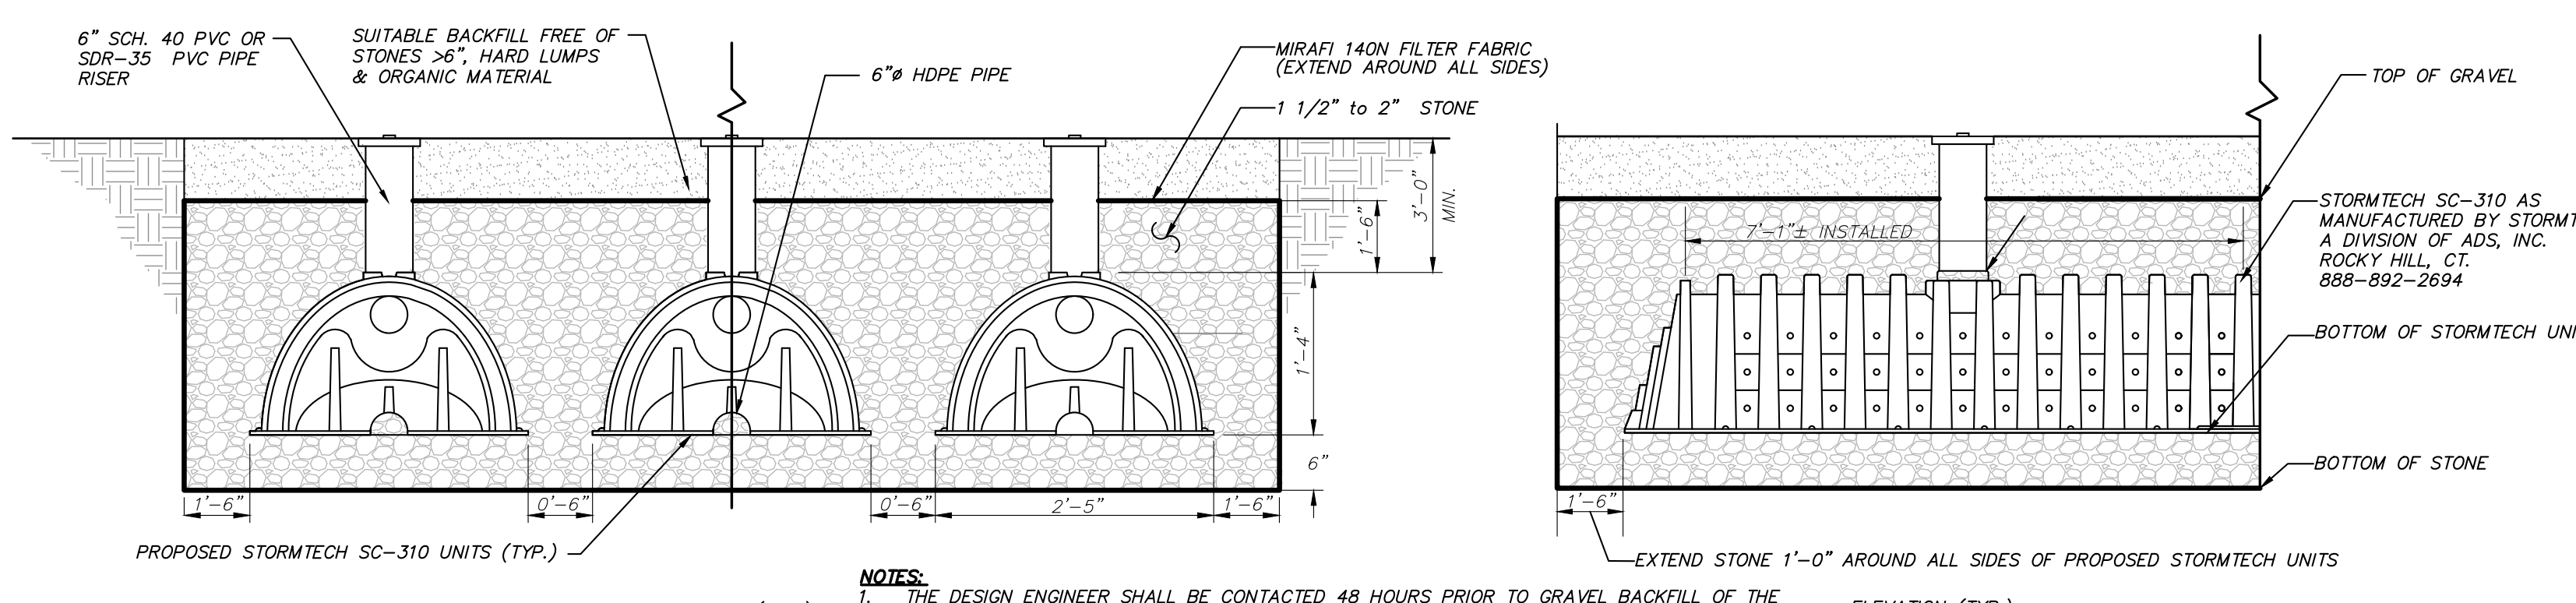 6" SCH. 40 PVC OR
SDR-35 PVC PIPE
RISER
SUITABLE BACKFILL FREE OF
STONES >6", HARD LUMPS
& ORGANIC MATERIAL
6"ø HDPE PIPE
MIRAFI 140N FILTER FABRIC
(EXTEND AROUND ALL SIDES)
1 1/2" to 2" STONE
1'-6"
3'-0"
MIN.
1'-4"
6"
1'-6"
0'-6"
0'-6"
2'-5"
1'-6"
PROPOSED STORMTECH SC-310 UNITS (TYP.)
TOP OF GRAVEL
7'-1"± INSTALLED
STORMTECH SC-310 AS
MANUFACTURED BY STORMT
A DIVISION OF ADS, INC.
ROCKY HILL, CT.
888-892-2694
BOTTOM OF STORMTECH UNI
BOTTOM OF STONE
1'-6"
EXTEND STONE 1'-0" AROUND ALL SIDES OF PROPOSED STORMTECH UNITS
NOTES:
1. THE DESIGN ENGINEER SHALL BE CONTACTED 48 HOURS PRIOR TO GRAVEL BACKFILL OF THE
ELEVATION (TYP.)